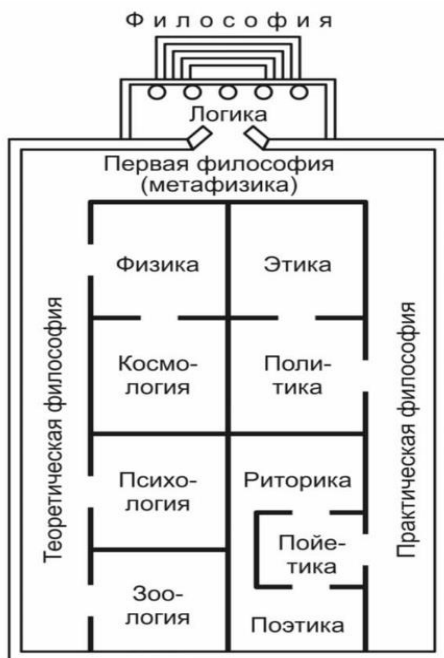 Философия
Логика
Первая философия
(метафизика)
Теоретическая философия
Физика
Этика
Космо-
логия
Поли-
тика
Психо-
логия
Риторика
Пойе-
тика
Зоо-
логия
Поэтика
Практическая философия